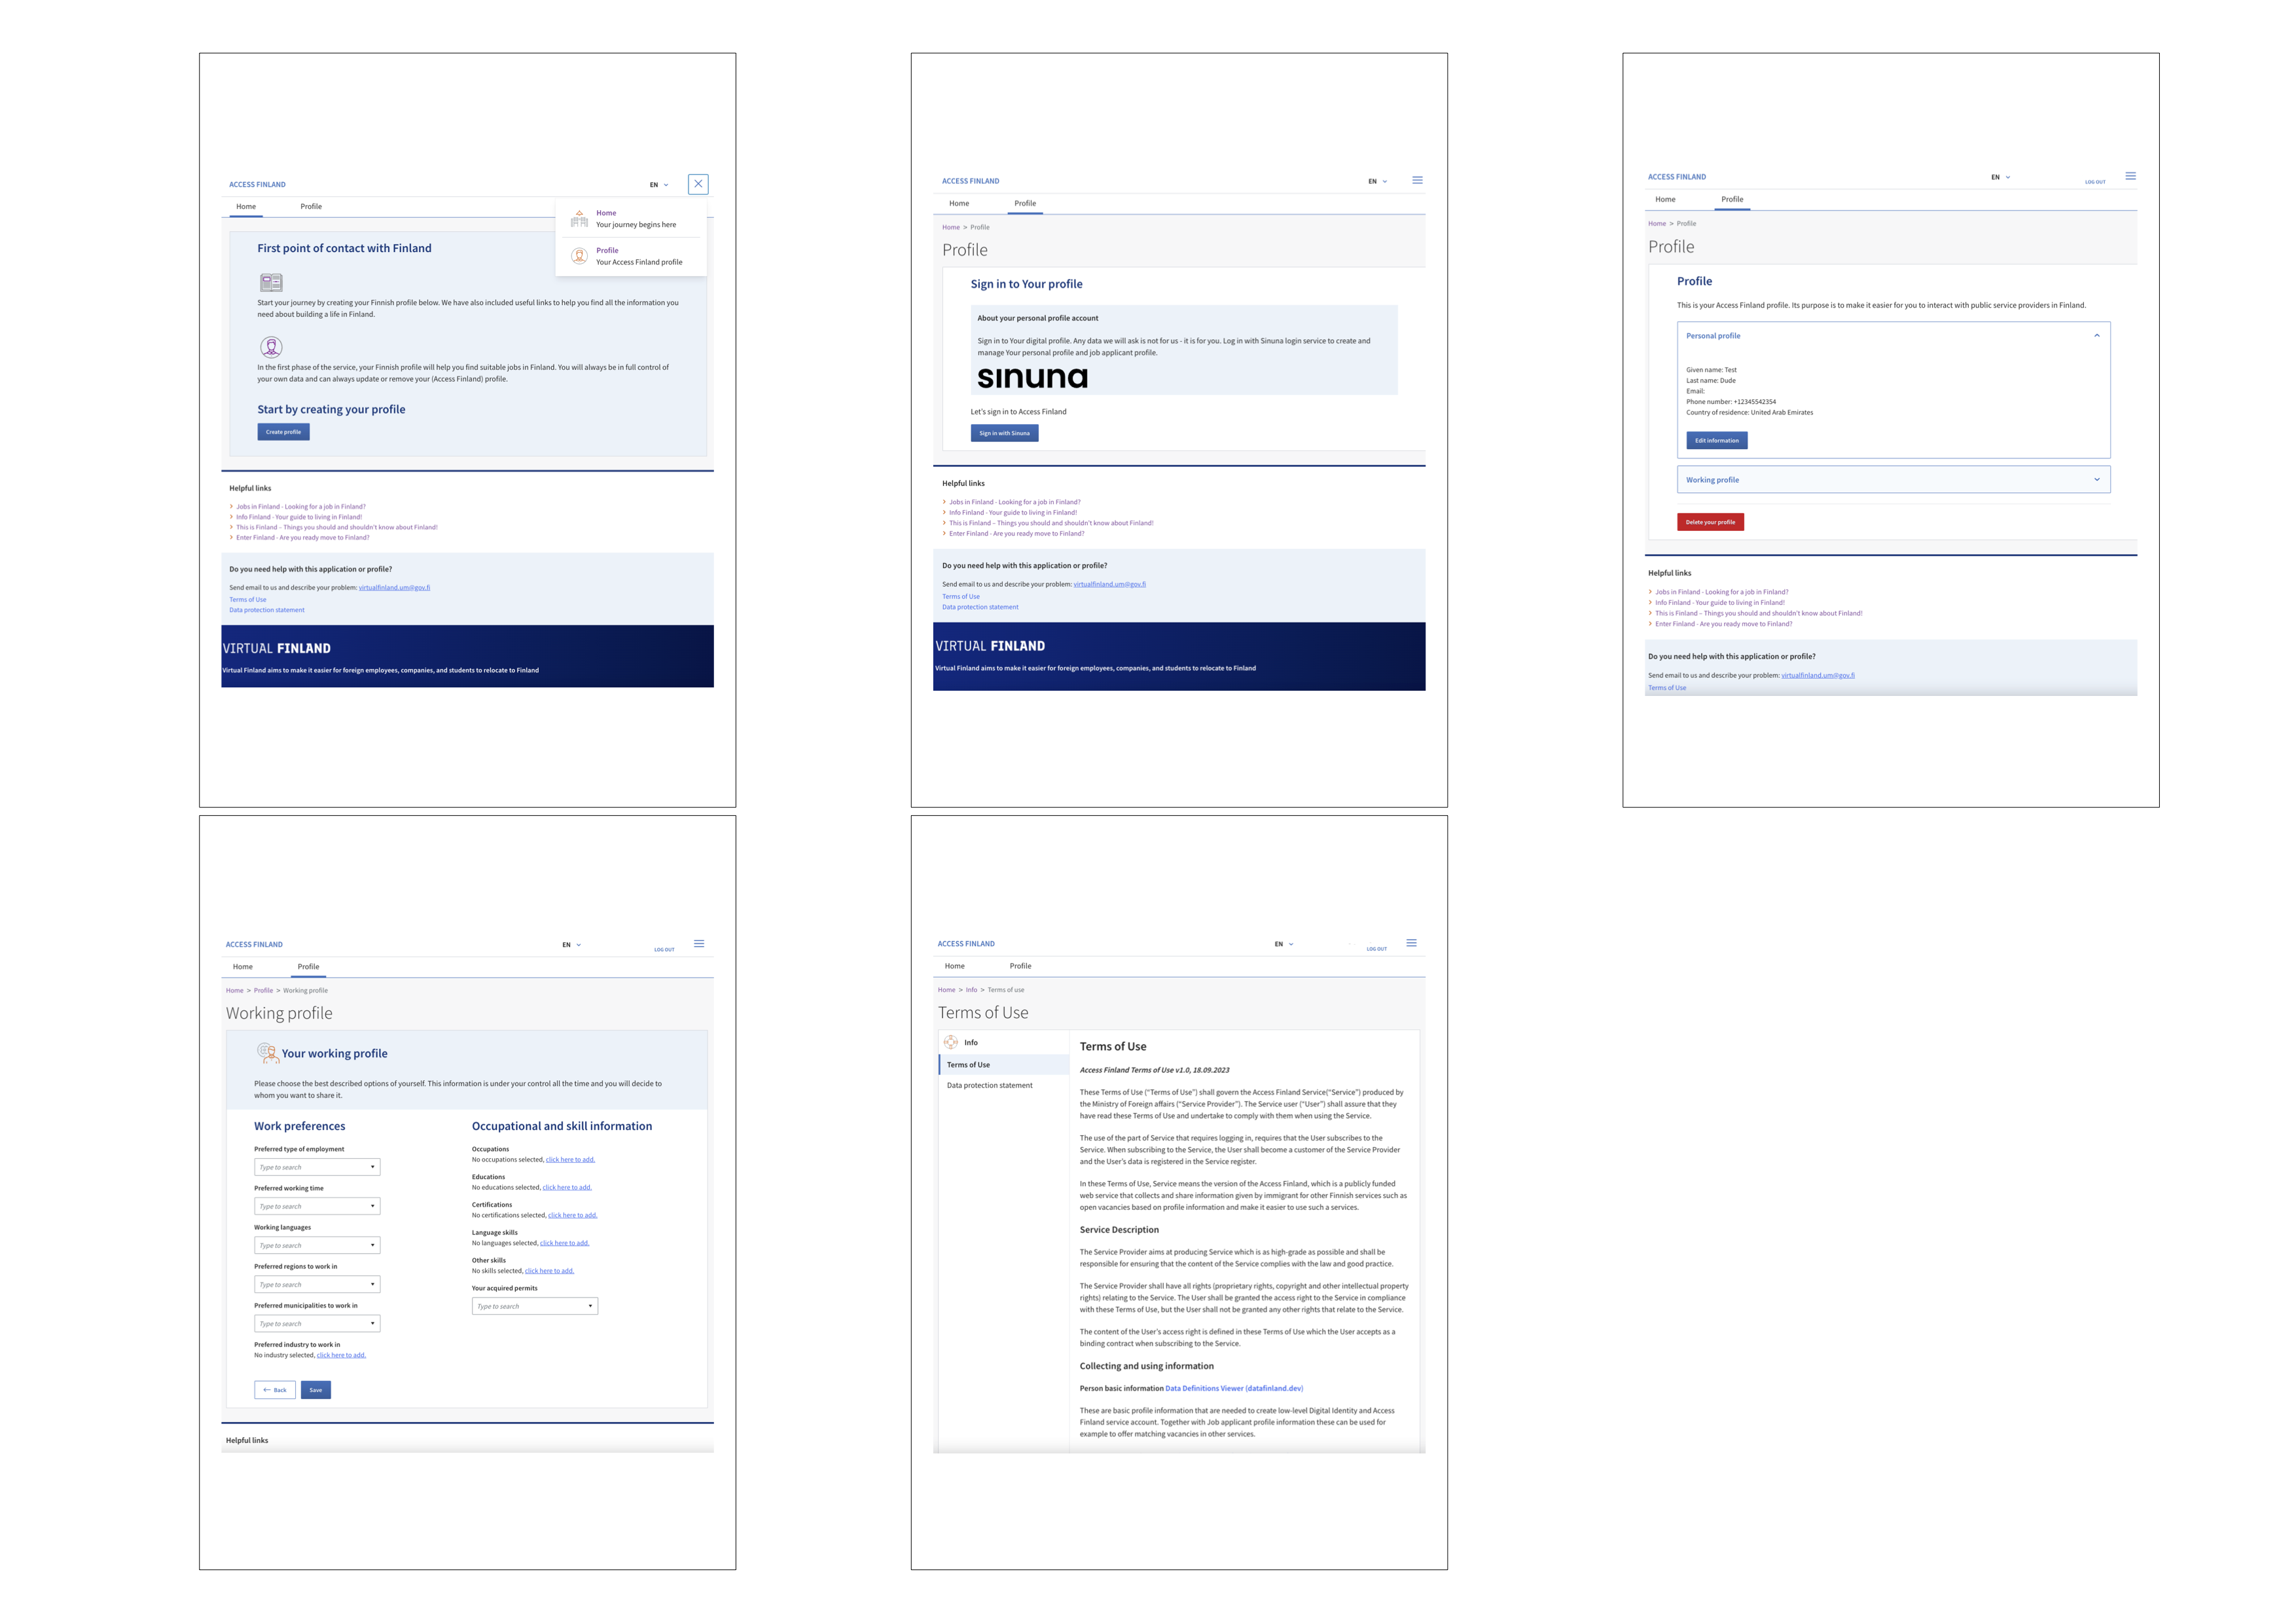 ACCESS FINLAND
EN
Home
Profile
Home
Your journey begins here
Profile
Your Access Finland profile
First point of contact with Finland
Start your journey by creating your Finnish profile below. We have also included useful links to help you find all the information you
need about building a life in Finland.
In the first phase of the service, your Finnish profile will help you find suitable jobs in Finland. You will always be in full control of
your own data and can always update or remove your (Access Finland) profile.
Start by creating your profile
Create profile
Helpful links
Jobs in Finland - Looking for a job in Finland?
Info Finland - Your guide to living in Finland!
This is Finland – Things you should and shouldn't know about Finland!
Enter Finland - Are you ready move to Finland?
Do you need help with this application or profile?
Send email to us and describe your problem: virtualfinland.um@gov.fi
Terms of Use
Data protection statement
VIRTUAL FINLAND
Virtual Finland aims to make it easier for foreign employees, companies, and students to relocate to Finland
ACCESS FINLAND
EN
Home
Profile
Home > Profile
Profile
Sign in to Your profile
About your personal profile account
Sign in to Your digital profile. Any data we will ask is not for us - it is for you. Log in with Sinuna login service to create and
manage Your personal profile and job applicant profile.
sinuna
Let's sign in to Access Finland
Sign in with Sinuna
Helpful links
Jobs in Finland - Looking for a job in Finland?
Info Finland - Your guide to living in Finland!
This is Finland – Things you should and shouldn't know about Finland!
Enter Finland - Are you ready move to Finland?
Do you need help with this application or profile?
Send email to us and describe your problem: virtualfinland.um@gov.fi
Terms of Use
Data protection statement
VIRTUAL FINLAND
Virtual Finland aims to make it easier for foreign employees, companies, and students to relocate to Finland
ACCESS FINLAND
EN
LOG OUT
Home
Profile
Home > Profile
Profile
Profile
This is your Access Finland profile. Its purpose is to make it easier for you to interact with public service providers in Finland.
Personal profile
Given name: Test
Last name: Dude
Email:
Phone number: +12345542354
Country of residence: United Arab Emirates
Edit information
Working profile
Delete your profile
Helpful links
Jobs in Finland - Looking for a job in Finland?
Info Finland - Your guide to living in Finland!
This is Finland – Things you should and shouldn't know about Finland!
Enter Finland - Are you ready move to Finland?
Do you need help with this application or profile?
Send email to us and describe your problem: virtualfinland.um@gov.fi
Terms of Use
ACCESS FINLAND
EN
LOG OUT
Home
Profile
Home > Profile > Working profile
Working profile
Your working profile
Please choose the best described options of yourself. This information is under your control all the time and you will decide to
whom you want to share it.
Work preferences
Preferred type of employment
Type to search
Preferred working time
Type to search
Working languages
Type to search
Preferred regions to work in
Type to search
Preferred municipalities to work in
Type to search
Preferred industry to work in
No industry selected, click here to add.
Back
Save
Occupational and skill information
Occupations
No occupations selected, click here to add.
Educations
No educations selected, click here to add.
Certifications
No certifications selected, click here to add.
Language skills
No languages selected, click here to add.
Other skills
No skills selected, click here to add.
Your acquired permits
Type to search
Helpful links
ACCESS FINLAND
EN
LOG OUT
Home
Profile
Home > Info > Terms of use
Terms of Use
Info
Terms of Use
Data protection statement
Terms of Use
Access Finland Terms of Use v1.0, 18.09.2023
These Terms of Use (“Terms of Use”) shall govern the Access Finland Service(“Service”) produced by
the Ministry of Foreign affairs (“Service Provider”). The Service user (“User”) shall assure that they
have read these Terms of Use and undertake to comply with them when using the Service.
The use of the part of Service that requires logging in, requires that the User subscribes to the
Service. When subscribing to the Service, the User shall become a customer of the Service Provider
and the User's data is registered in the Service register.
In these Terms of Use, Service means the version of the Access Finland, which is a publicly funded
web service that collects and share information given by immigrant for other Finnish services such as
open vacancies based on profile information and make it easier to use such a services.
Service Description
The Service Provider aims at producing Service which is as high-grade as possible and shall be
responsible for ensuring that the content of the Service complies with the law and good practice.
The Service Provider shall have all rights (proprietary rights, copyright and other intellectual property
rights) relating to the Service. The User shall be granted the access right to the Service in compliance
with these Terms of Use, but the User shall not be granted any other rights that relate to the Service.
The content of the User's access right is defined in these Terms of Use which the User accepts as a
binding contract when subscribing to the Service.
Collecting and using information
Person basic information Data Definitions Viewer (datafinland.dev)
These are basic profile information that are needed to create low-level Digital Identity and Access
Finland service account. Together with Job applicant profile information these can be used for
example to offer matching vacancies in other services.